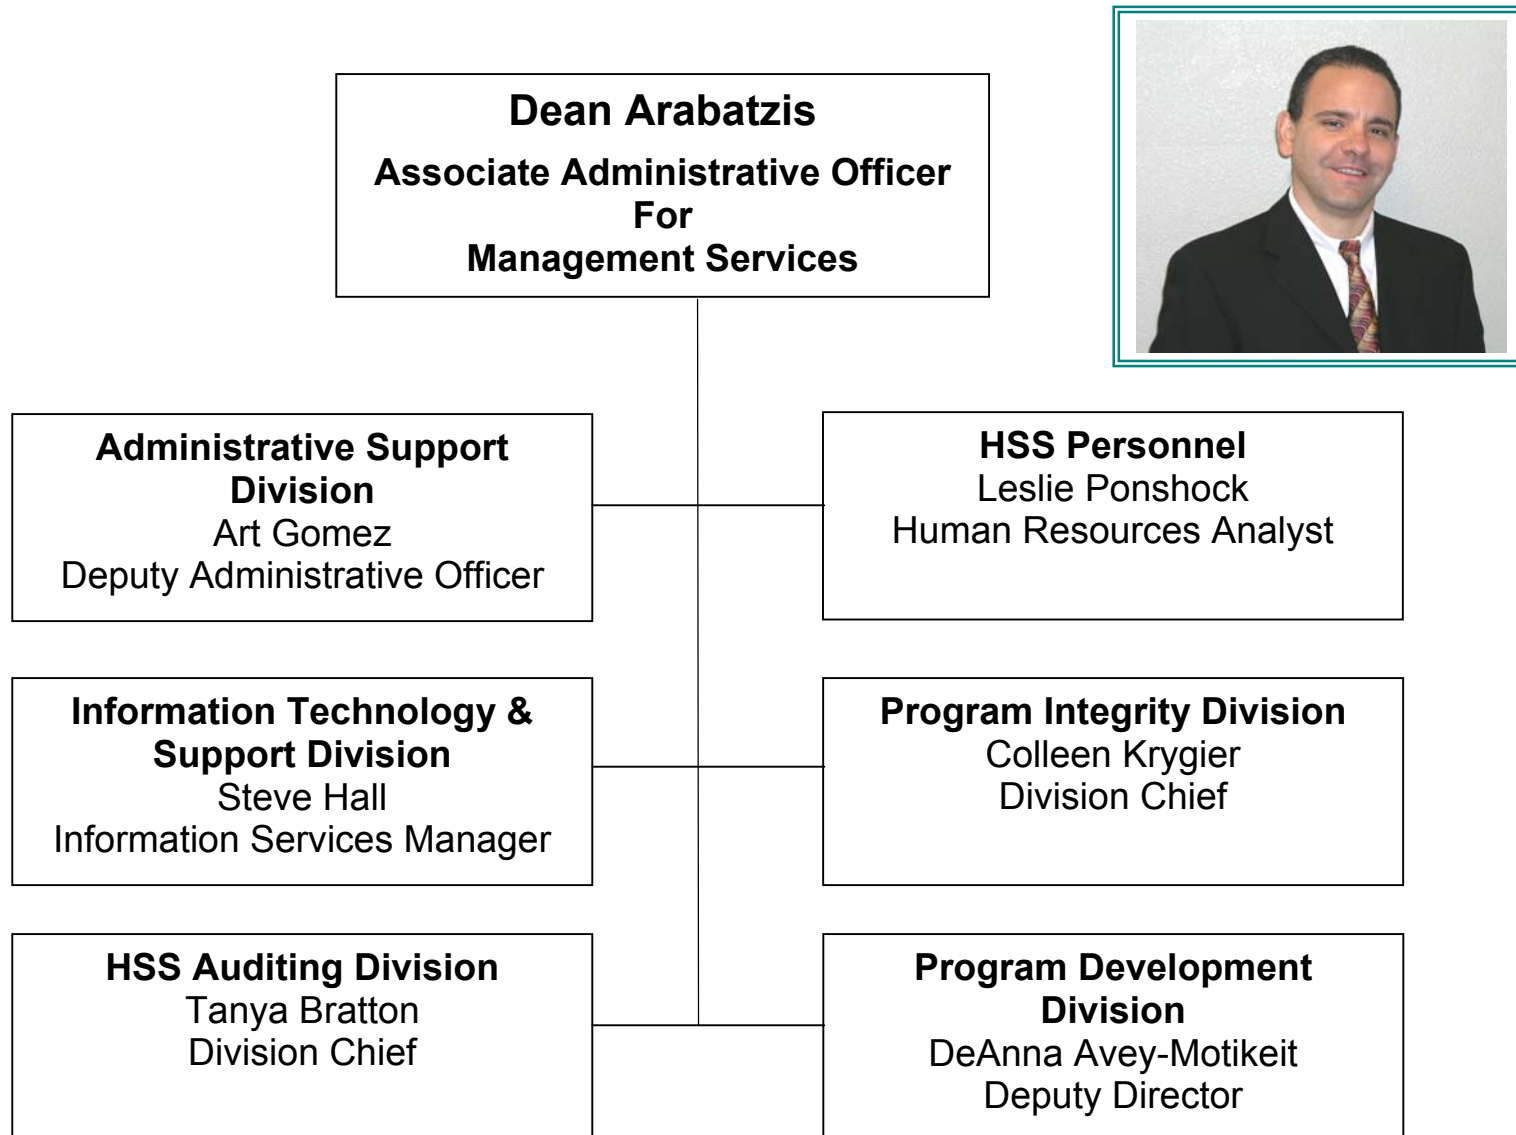 Dean Arabatzis
Associate Administrative Officer
For
Management Services
Administrative Support
Division
Art Gomez
Deputy Administrative Officer
HSS Personnel
Leslie Ponshock
Human Resources Analyst
Information Technology &
Support Division
Steve Hall
Information Services Manager
Program Integrity Division
Colleen Krygier
Division Chief
HSS Auditing Division
Tanya Bratton
Division Chief
Program Development
Division
DeAnna Avey-Motikeit
Deputy Director